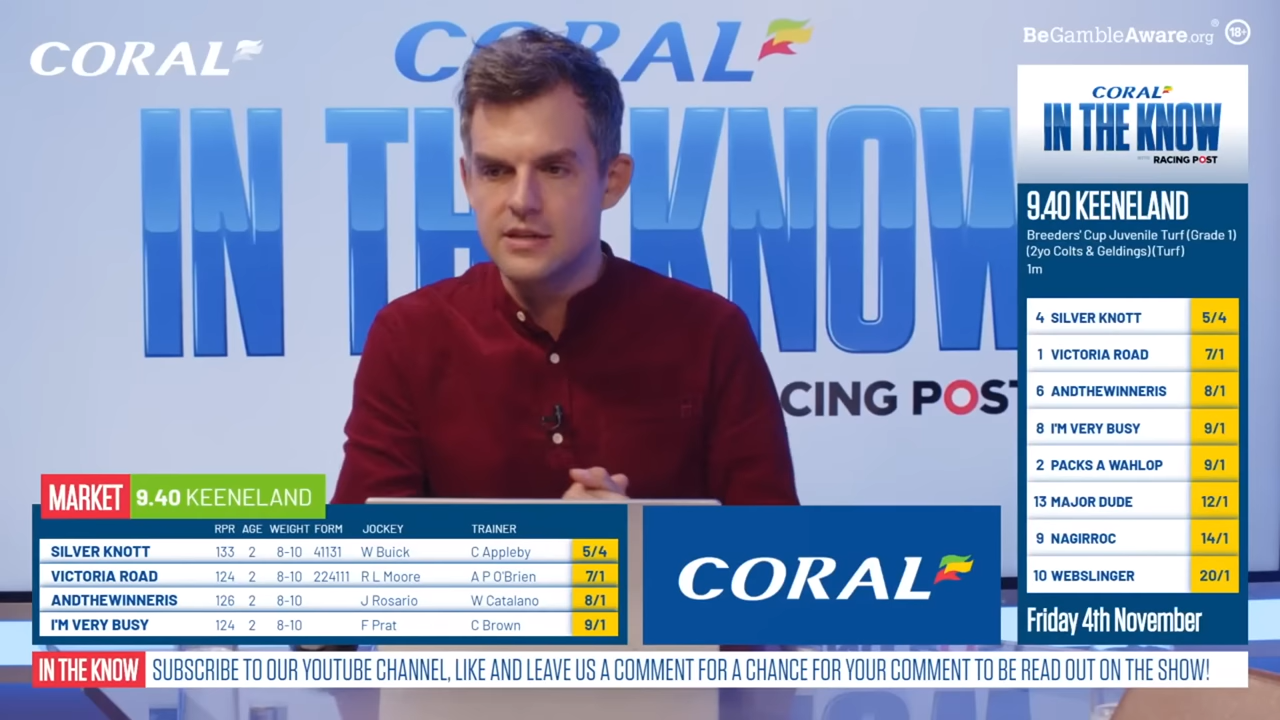 CORAL
CORAL
IN THE KNOW
CING POST
BeGambleAware.org ® 18+
CORAL
IN THE KNOW
WITH RACING POST
9.40 KEENELAND
Breeders' Cup Juvenile Turf (Grade 1)
(2yo Colts & Geldings)(Turf)
1m
4 SILVER KNOTT 5/4
1 VICTORIA ROAD 7/1
6 ANDTHEWINNERIS 8/1
8 I'M VERY BUSY 9/1
2 PACKS A WAHLOP 9/1
13 MAJOR DUDE 12/1
9 NAGIRROC 14/1
10 WEBSLINGER 20/1
Friday 4th November
MARKET 9.40 KEENELAND
RPR AGE WEIGHT FORM JOCKEY TRAINER
SILVER KNOTT 133 2 8-10 41131 W Buick C Appleby 5/4
VICTORIA ROAD 124 2 8-10 224111 R L Moore A P O'Brien 7/1
ANDTHEWINNERIS 126 2 8-10 J Rosario W Catalano 8/1
I'M VERY BUSY 124 2 8-10 F Prat C Brown 9/1
CORAL
IN THE KNOW SUBSCRIBE TO OUR YOUTUBE CHANNEL, LIKE AND LEAVE US A COMMENT FOR A CHANCE FOR YOUR COMMENT TO BE READ OUT ON THE SHOW!